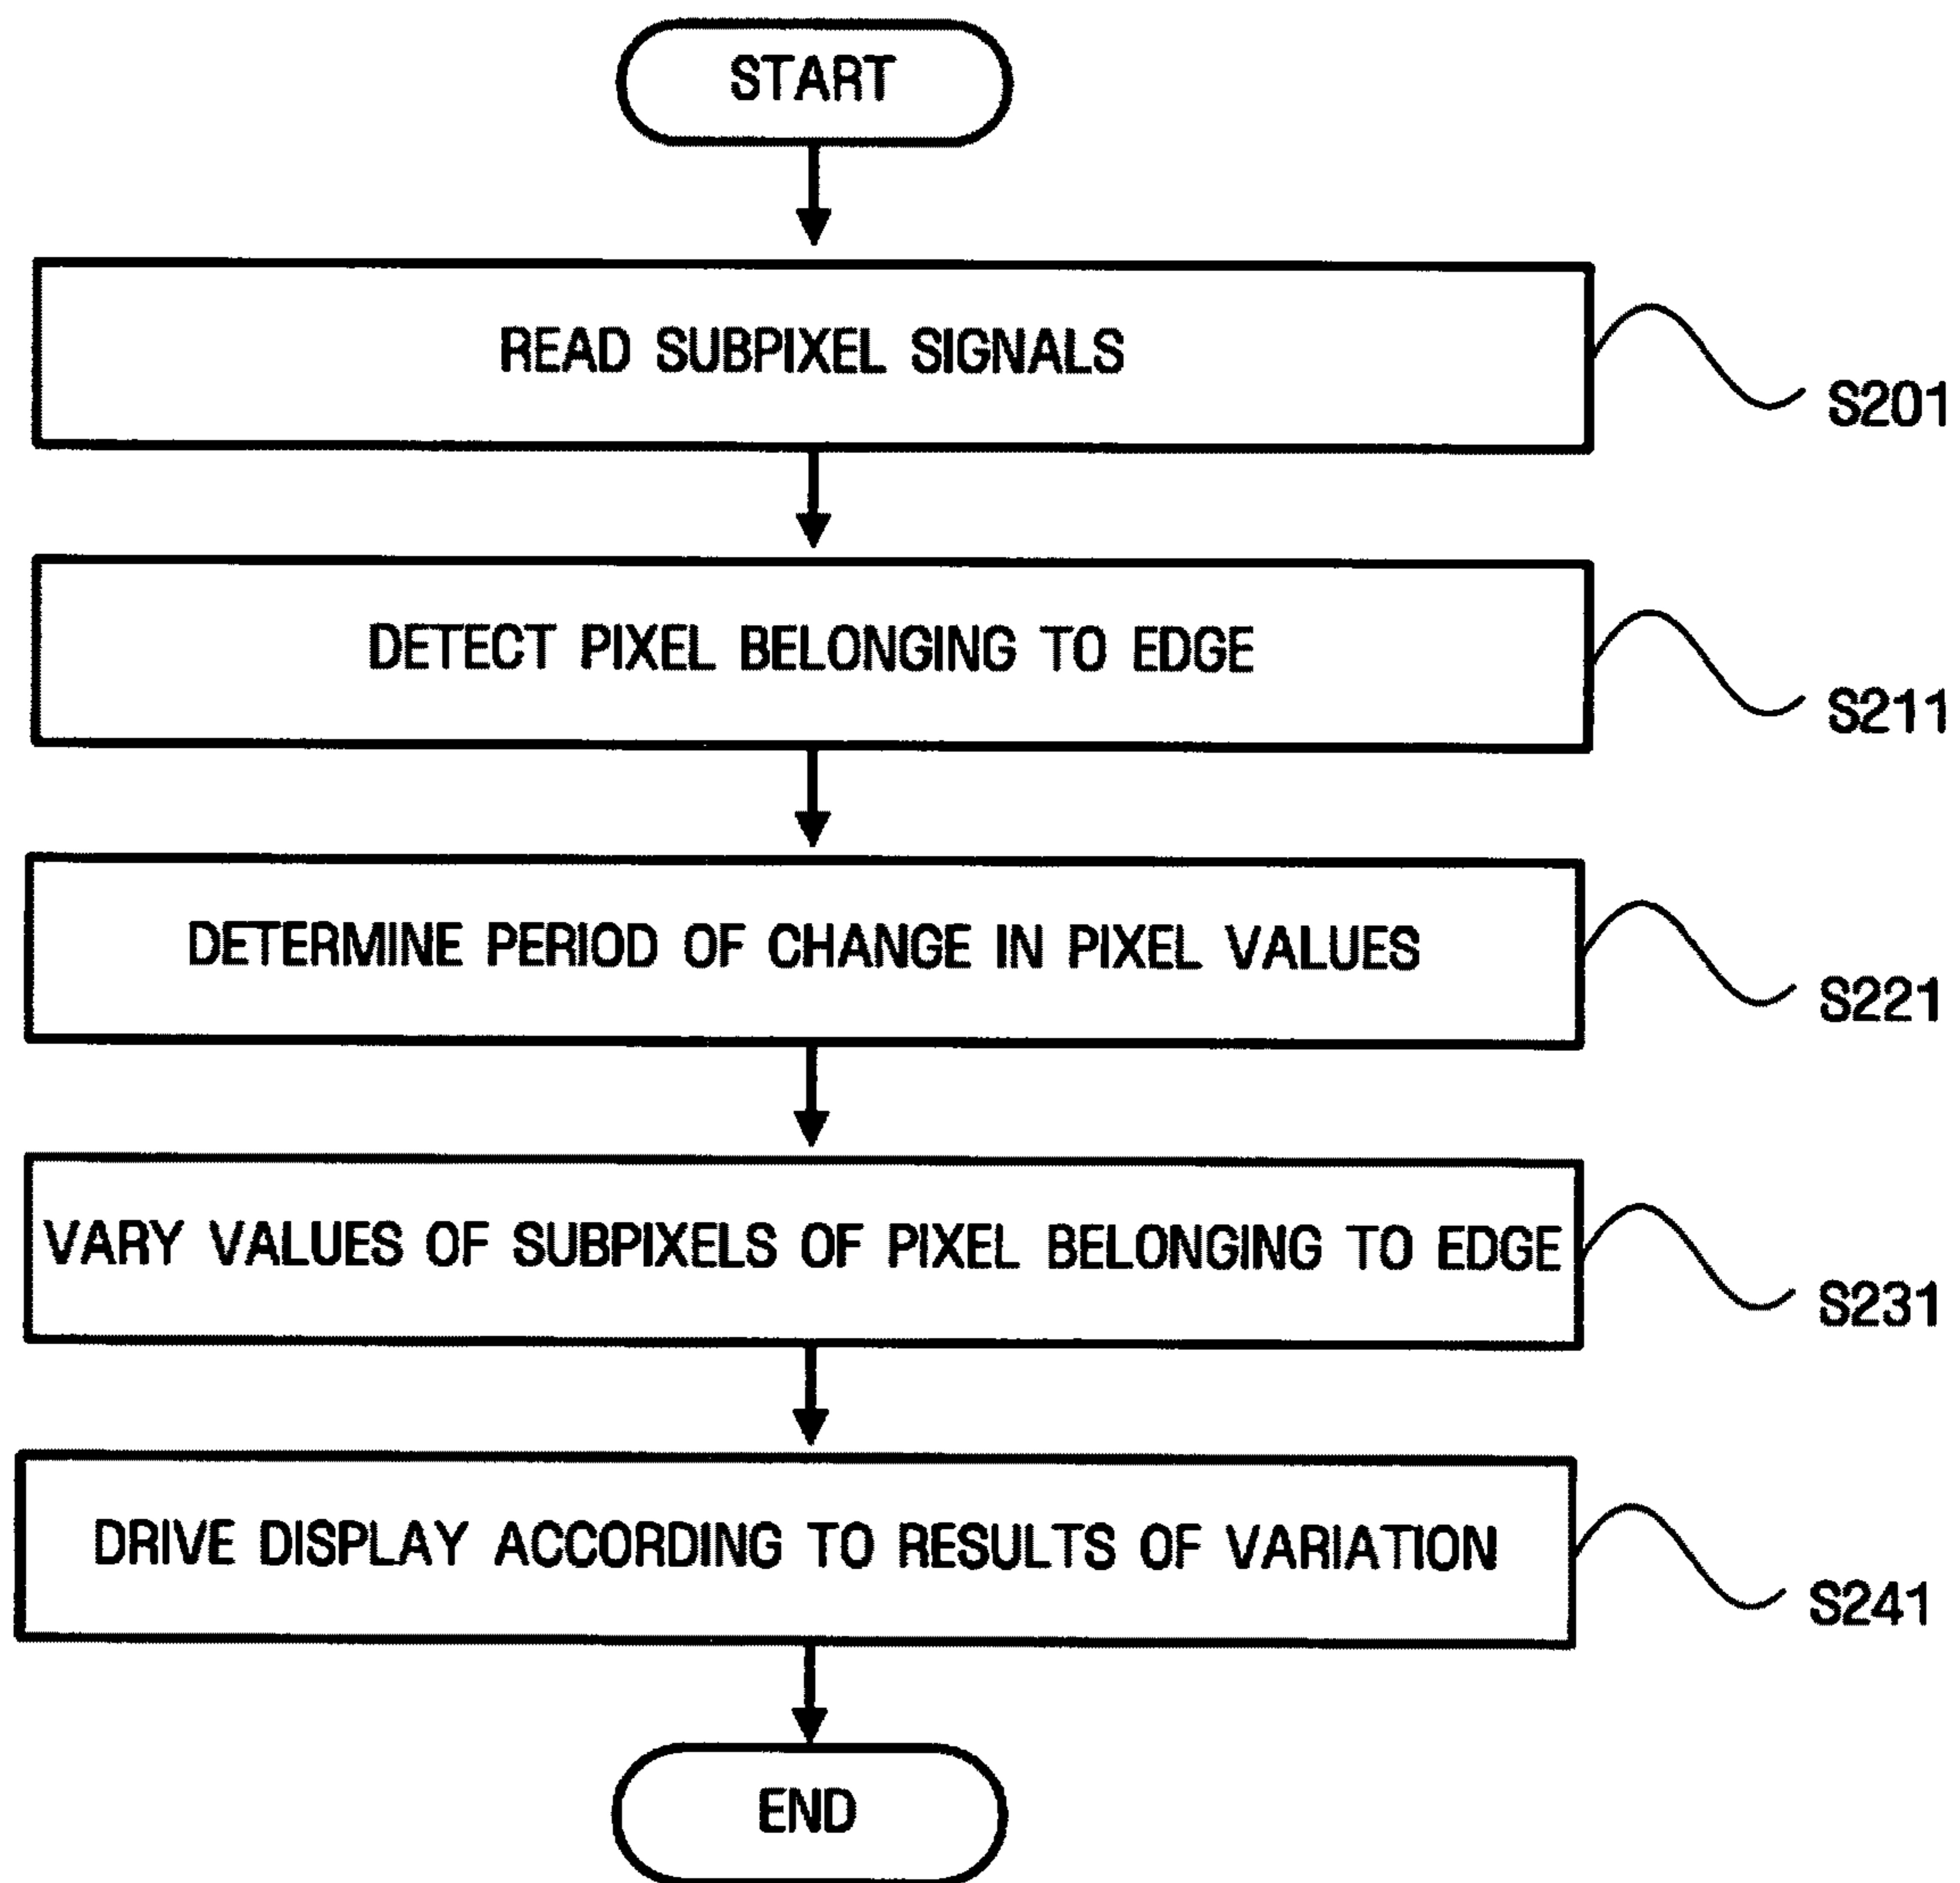 START
READ SUBPIXEL SIGNALS
S201
DETECT PIXEL BELONGING TO EDGE
S211
DETERMINE PERIOD OF CHANGE IN PIXEL VALUES
S221
VARY VALUES OF SUBPIXELS OF PIXEL BELONGING TO EDGE
S231
DRIVE DISPLAY ACCORDING TO RESULTS OF VARIATION
S241
END